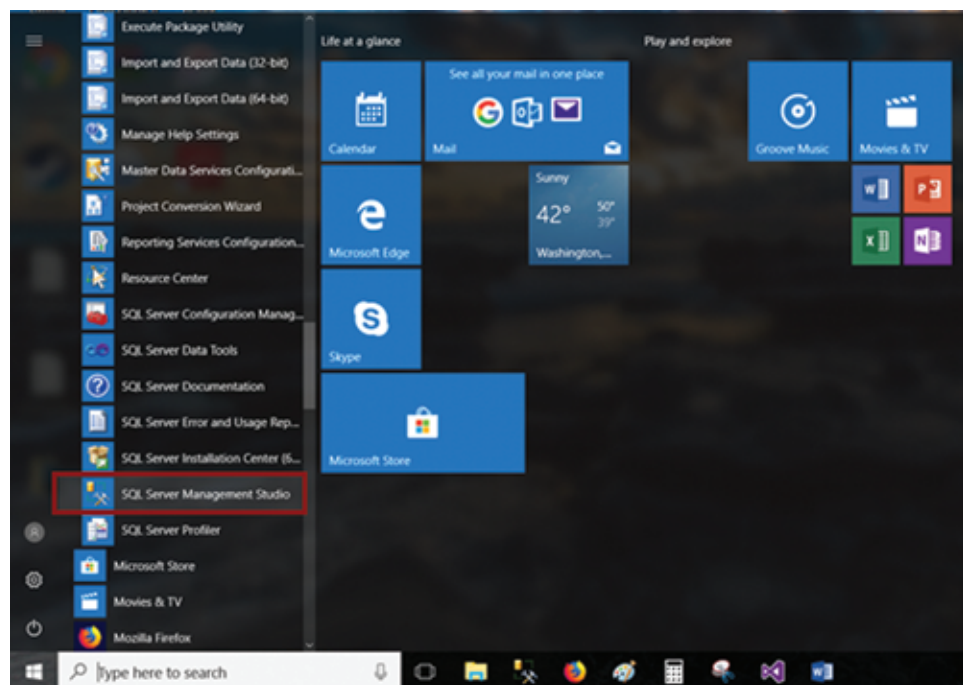 Execute Package Utility
Import and Export Data (32-bit)
Import and Export Data (64-bit)
Manage Help Settings
Master Data Services Configurati...
Project Conversion Wizard
Reporting Services Configuration...
Resource Center
SQL Server Configuration Manag...
SQL Server Data Tools
SQL Server Documentation
SQL Server Error and Usage Rep...
SQL Server Installation Center (6...
SQL Server Management Studio
SQL Server Profiler
Microsoft Store
Movies & TV
Mozilla Firefox
Life at a glance
Calendar
See all your mail in one place
Mail
Microsoft Edge
Sunny
42° 50°
39°
Washington,...
Skype
Microsoft Store
Play and explore
Groove Music
Movies & TV
Type here to search